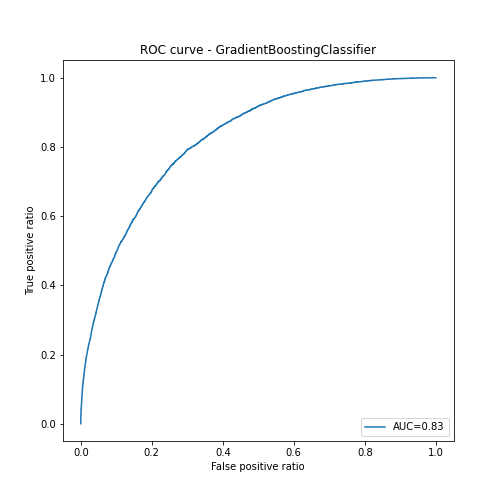 ROC curve - GradientBoostingClassifier
True positive ratio
1.0
0.8
0.6
0.4
0.2
0.0
0.0 0.2 0.4 0.6 0.8 1.0
False positive ratio
AUC=0.83